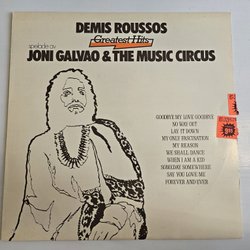 DEMIS ROUSSOS
Greatest Hits
spelade av
JONI GALVAO & THE MUSIC CIRCUS
GOODBYE MY LOVE GOODBYE
NO WAY OUT
LAY IT DOWN
MY ONLY FASCINATION
MY REASON
WE SHALL DANCE
WHEN I AM A KID
SOMEDAY SOMEWHERE
SAY YOU LOVE ME
FOREVER AND EVER